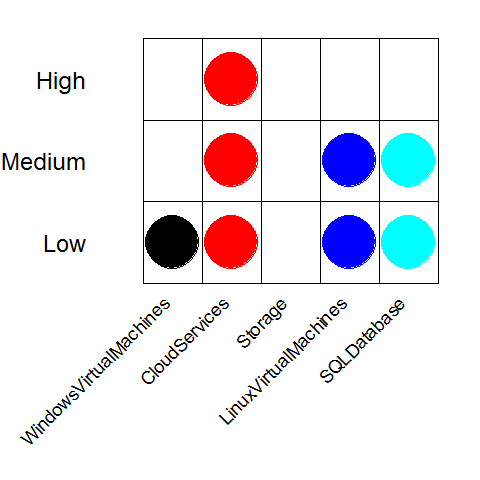 High
Medium
Low
WindowsVirtualMachines
CloudServices
Storage
LinuxVirtualMachines
SQLDatabase